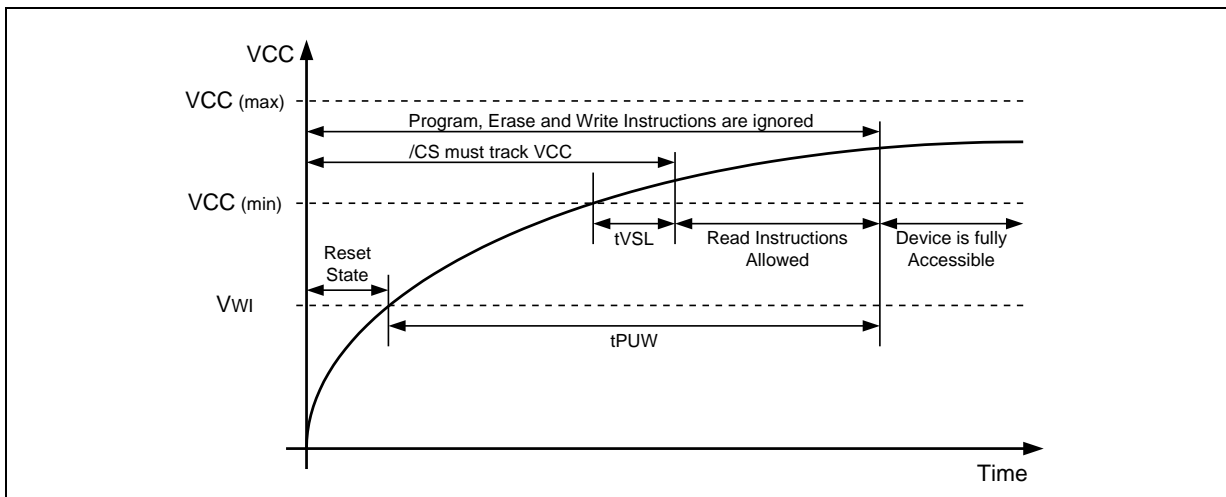 VCC
VCC (max)
Program, Erase and Write Instructions are ignored
/CS must track VCC
VCC (min)
tVSL
Read Instructions
Allowed
Device is fully
Accessible
Reset
State
VWI
tPUW
Time